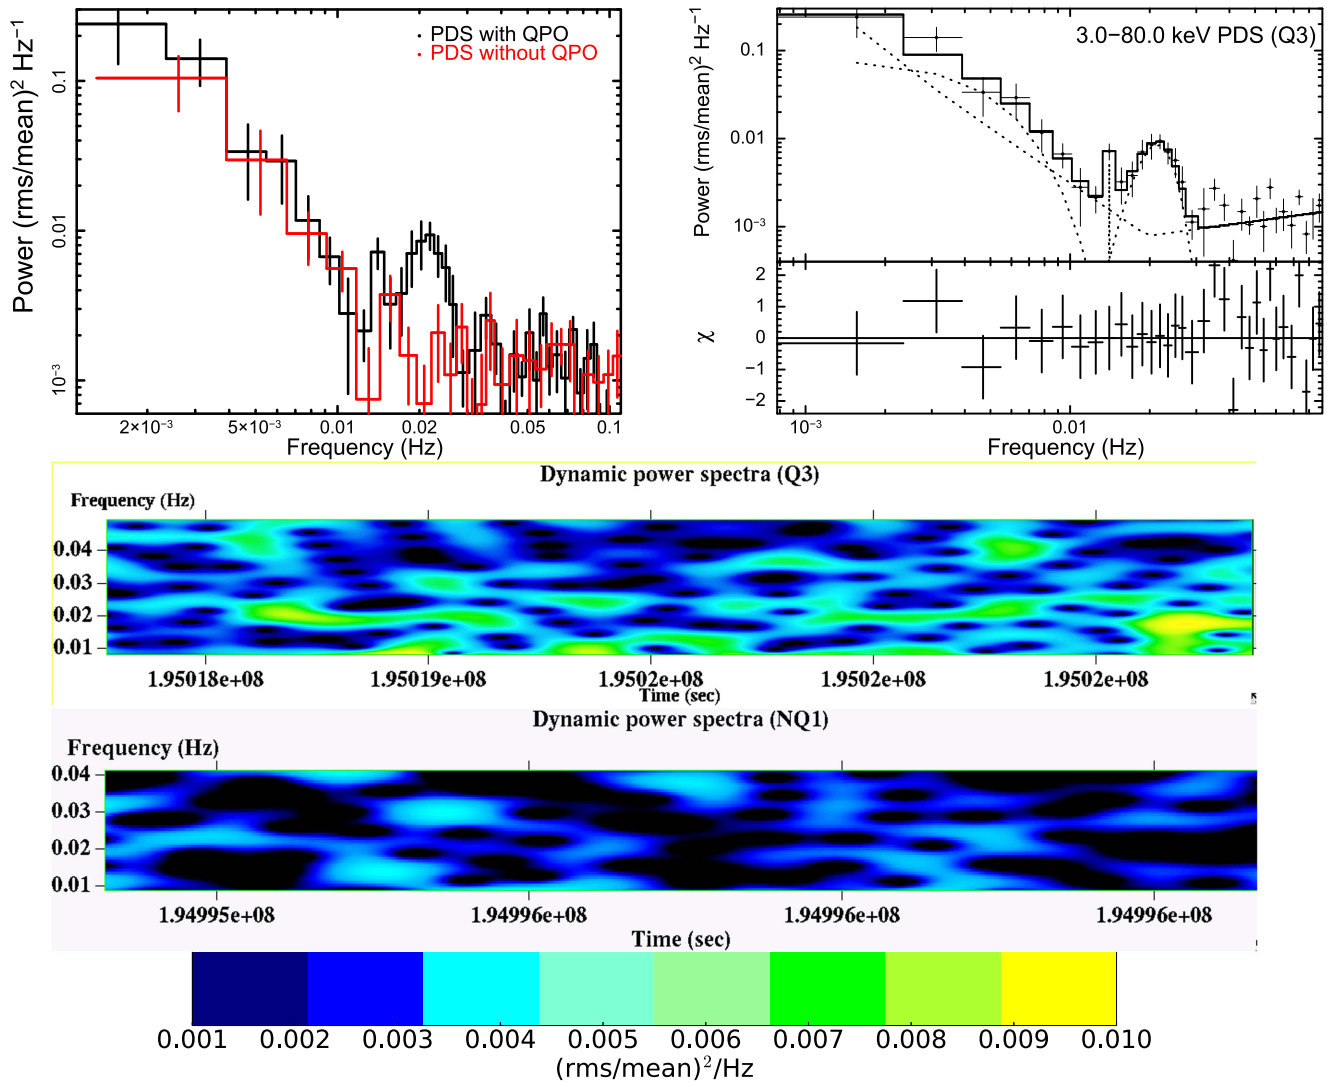 PDS with QPO
PDS without QPO
Power (rms/mean)² Hz⁻¹
0.1
0.01
10⁻³
2×10⁻³ 5×10⁻³ 0.01 0.02 0.05 0.1
Frequency (Hz)
3.0−80.0 keV PDS (Q3)
Power (rms/mean)² Hz⁻¹
0.1
0.01
10⁻³
χ
2
1
0
−1
−2
10⁻³ 0.01
Frequency (Hz)
Dynamic power spectra (Q3)
Frequency (Hz)
0.04
0.03
0.02
0.01
1.95018e+08 1.95019e+08 1.9502e+08 1.9502e+08 1.9502e+08
Time (sec)
Dynamic power spectra (NQ1)
Frequency (Hz)
0.04
0.03
0.02
0.01
1.94995e+08 1.94996e+08 1.94996e+08 1.94996e+08
Time (sec)
0.001 0.002 0.003 0.004 0.005 0.006 0.007 0.008 0.009 0.010
(rms/mean)²/Hz